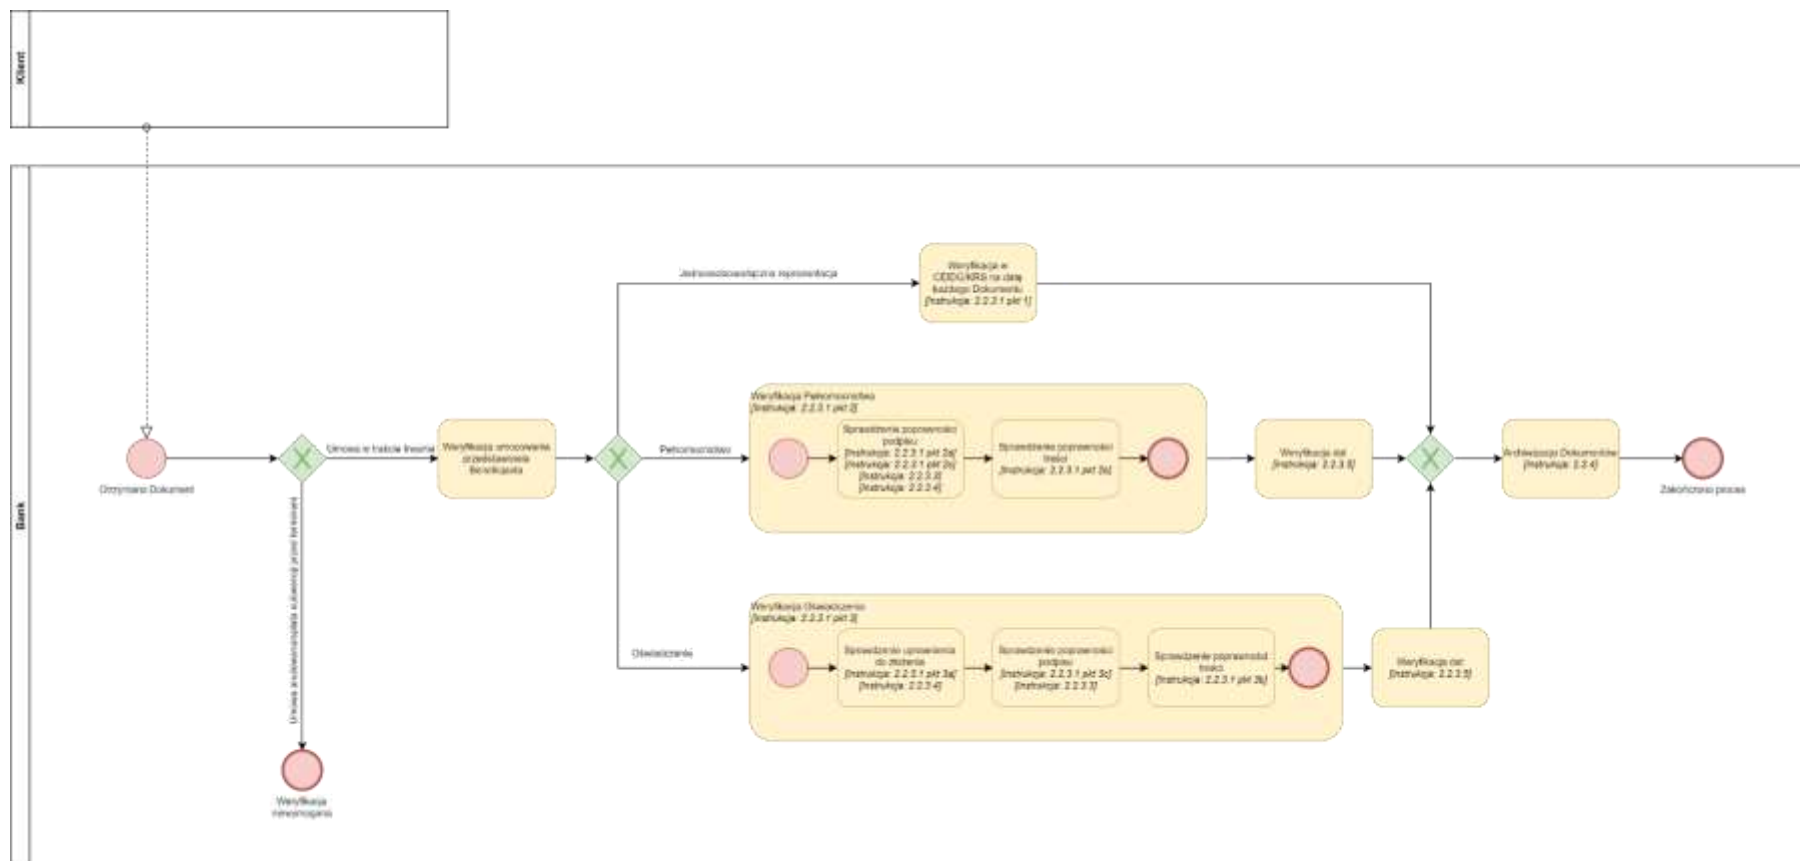 Klient
Bank
Otrzymano Dokument
Umowa w trakcie trwania
Weryfikacja umocowania
przedstawiciela
Beneficjenta
Weryfikacja
niewymagana
Jednoosobowa/łączna reprezentacja
Weryfikacja w
CEIDG/KRS na datę
każdego Dokumentu
[Instrukcja: 2.2.3.1 pkt 1]
Pełnomocnictwo
Weryfikacja Pełnomocnictwa
[Instrukcja: 2.2.3.1 pkt 2]
Sprawdzenie poprawności
podpisu
[Instrukcja: 2.2.3.1 pkt 2a]
[Instrukcja: 2.2.3.1 pkt 2c]
[Instrukcja: 2.2.3.3]
[Instrukcja: 2.2.3.4]
Sprawdzenie poprawności
treści
[Instrukcja: 2.2.3.1 pkt
Weryfikacja dat
[Instrukcja: 2.2.3.5]
Archiwizacja Dokumentów
[Instrukcja: 2.2.4]
Zakończono proces
Oświadczenie
Weryfikacja Oświadczenia
[Instrukcja: 2.2.3.1 pkt 3]
Sprawdzenie uprawnienia
do złożenia
[Instrukcja: 2.2.3.1 pkt 3a]
[Instrukcja: 2.2.3.4]
Sprawdzenie poprawności
podpisu
[Instrukcja: 2.2.3.1 pkt 3c]
[Instrukcja: 2.2.3.3]
Sprawdzenie poprawności
treści
[Instrukcja: 2.2.3.1 pkt 3b]
Weryfikacja dat
[Instrukcja: 2.2.3.5]